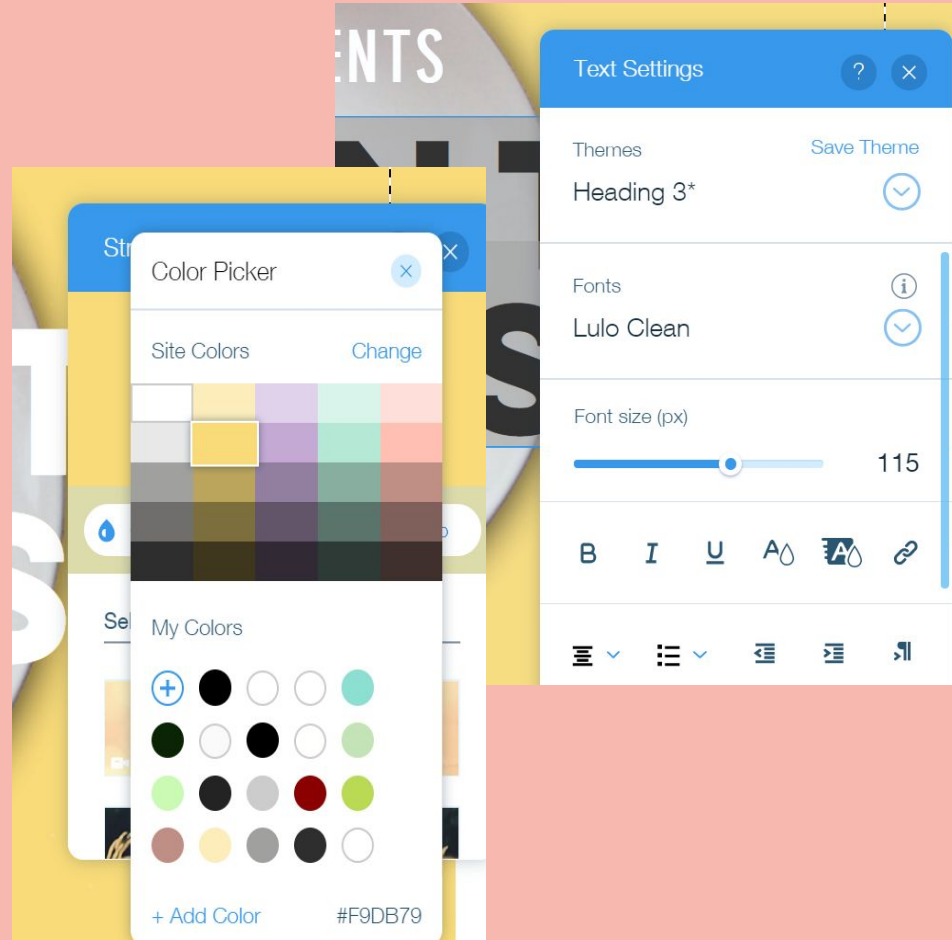 ENTS
Text Settings
?
Themes
Save Theme
Heading 3*
Fonts
i
Lulo Clean
Font size (px)
115
B I U A A
Color Picker
Site Colors
Change
My Colors
+ Add Color
#F9DB79